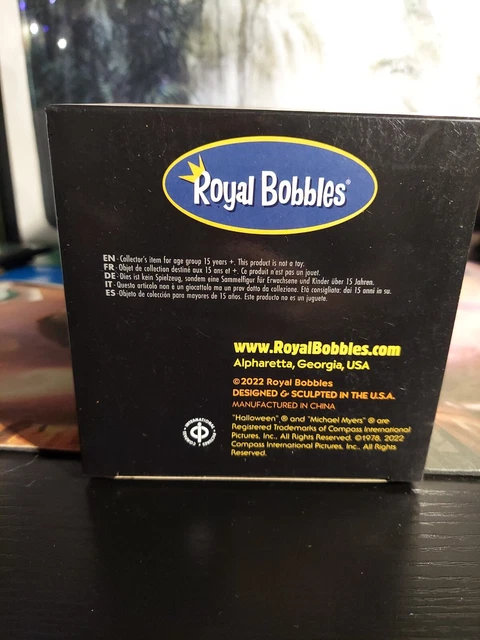 Royal Bobbles®
EN - Collector's item for age group 15 years +. This product is not a toy.
FR - Objet de collection destiné aux 15 ans et +. Ce produit n'est pas un jouet.
DE - Dies ist kein Spielzeug, sondern eine Sammelfigur für Erwachsene und Kinder über 15 Jahren.
IT - Questo articolo non è un giocattolo ma un prov dotto da collezione. Età consigliata: dai 15 anni in su.
ES - Objeto de colección para mayores de 15 años. Este producto no es un juguete.
www.RoyalBobbles.com
Alpharetta, Georgia, USA
©2022 Royal Bobbles
DESIGNED & SCULPTED IN THE U.S.A.
MANUFACTURED IN CHINA
"Halloween" ® and "Michael Myers" ® are
Registered Trademarks of Compass International
Pictures, Inc., All Rights Reserved. ©1978, 2022
Compass International Pictures, Inc., All Rights
Reserved.